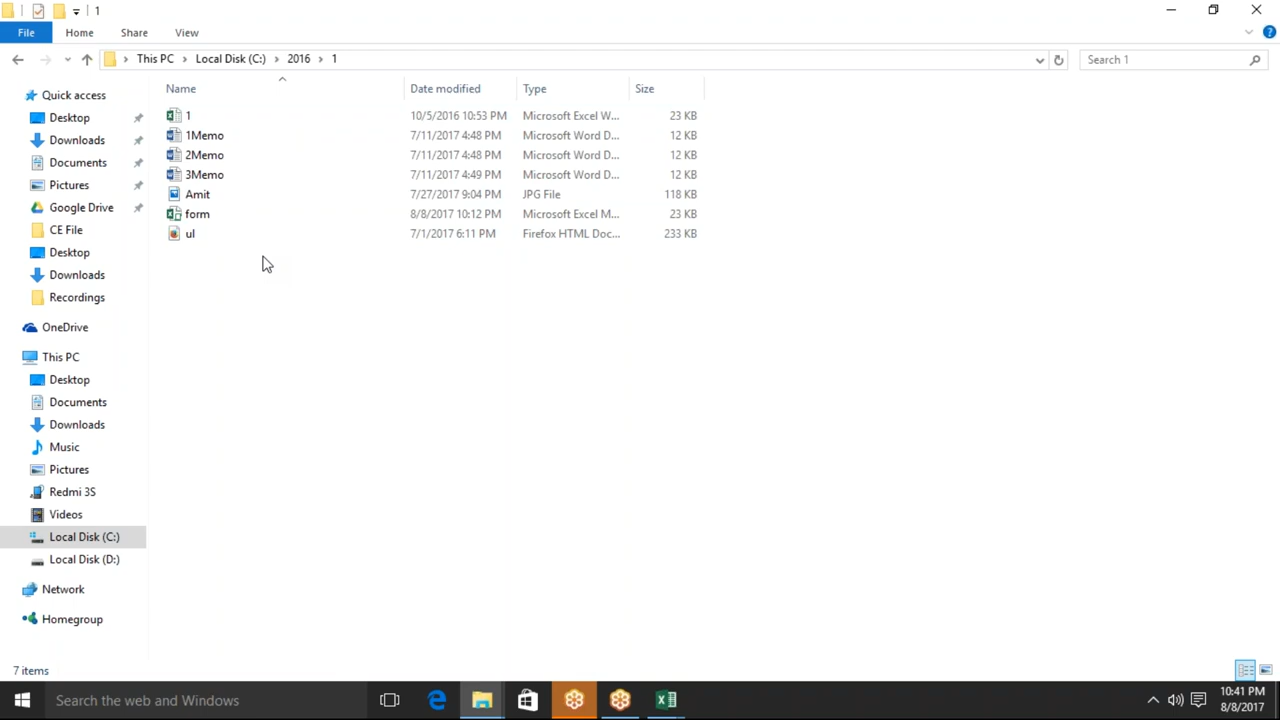 1
File Home Share View
This PC Local Disk (C:) 2016 1 Search 1
Name Date modified Type Size
1 10/5/2016 10:53 PM Microsoft Excel W... 23 KB
1Memo 7/11/2017 4:48 PM Microsoft Word D... 12 KB
2Memo 7/11/2017 4:48 PM Microsoft Word D... 12 KB
3Memo 7/11/2017 4:49 PM Microsoft Word D... 12 KB
Amit 7/27/2017 9:04 PM JPG File 118 KB
form 8/8/2017 10:12 PM Microsoft Excel M... 23 KB
ul 7/1/2017 6:11 PM Firefox HTML Doc... 233 KB
Quick access
Desktop
Downloads
Documents
Pictures
Google Drive
CE File
Desktop
Downloads
Recordings
OneDrive
This PC
Desktop
Documents
Downloads
Music
Pictures
Redmi 3S
Videos
Local Disk (C:)
Local Disk (D:)
Network
Homegroup
7 items
Search the web and Windows
10:41 PM
8/8/2017